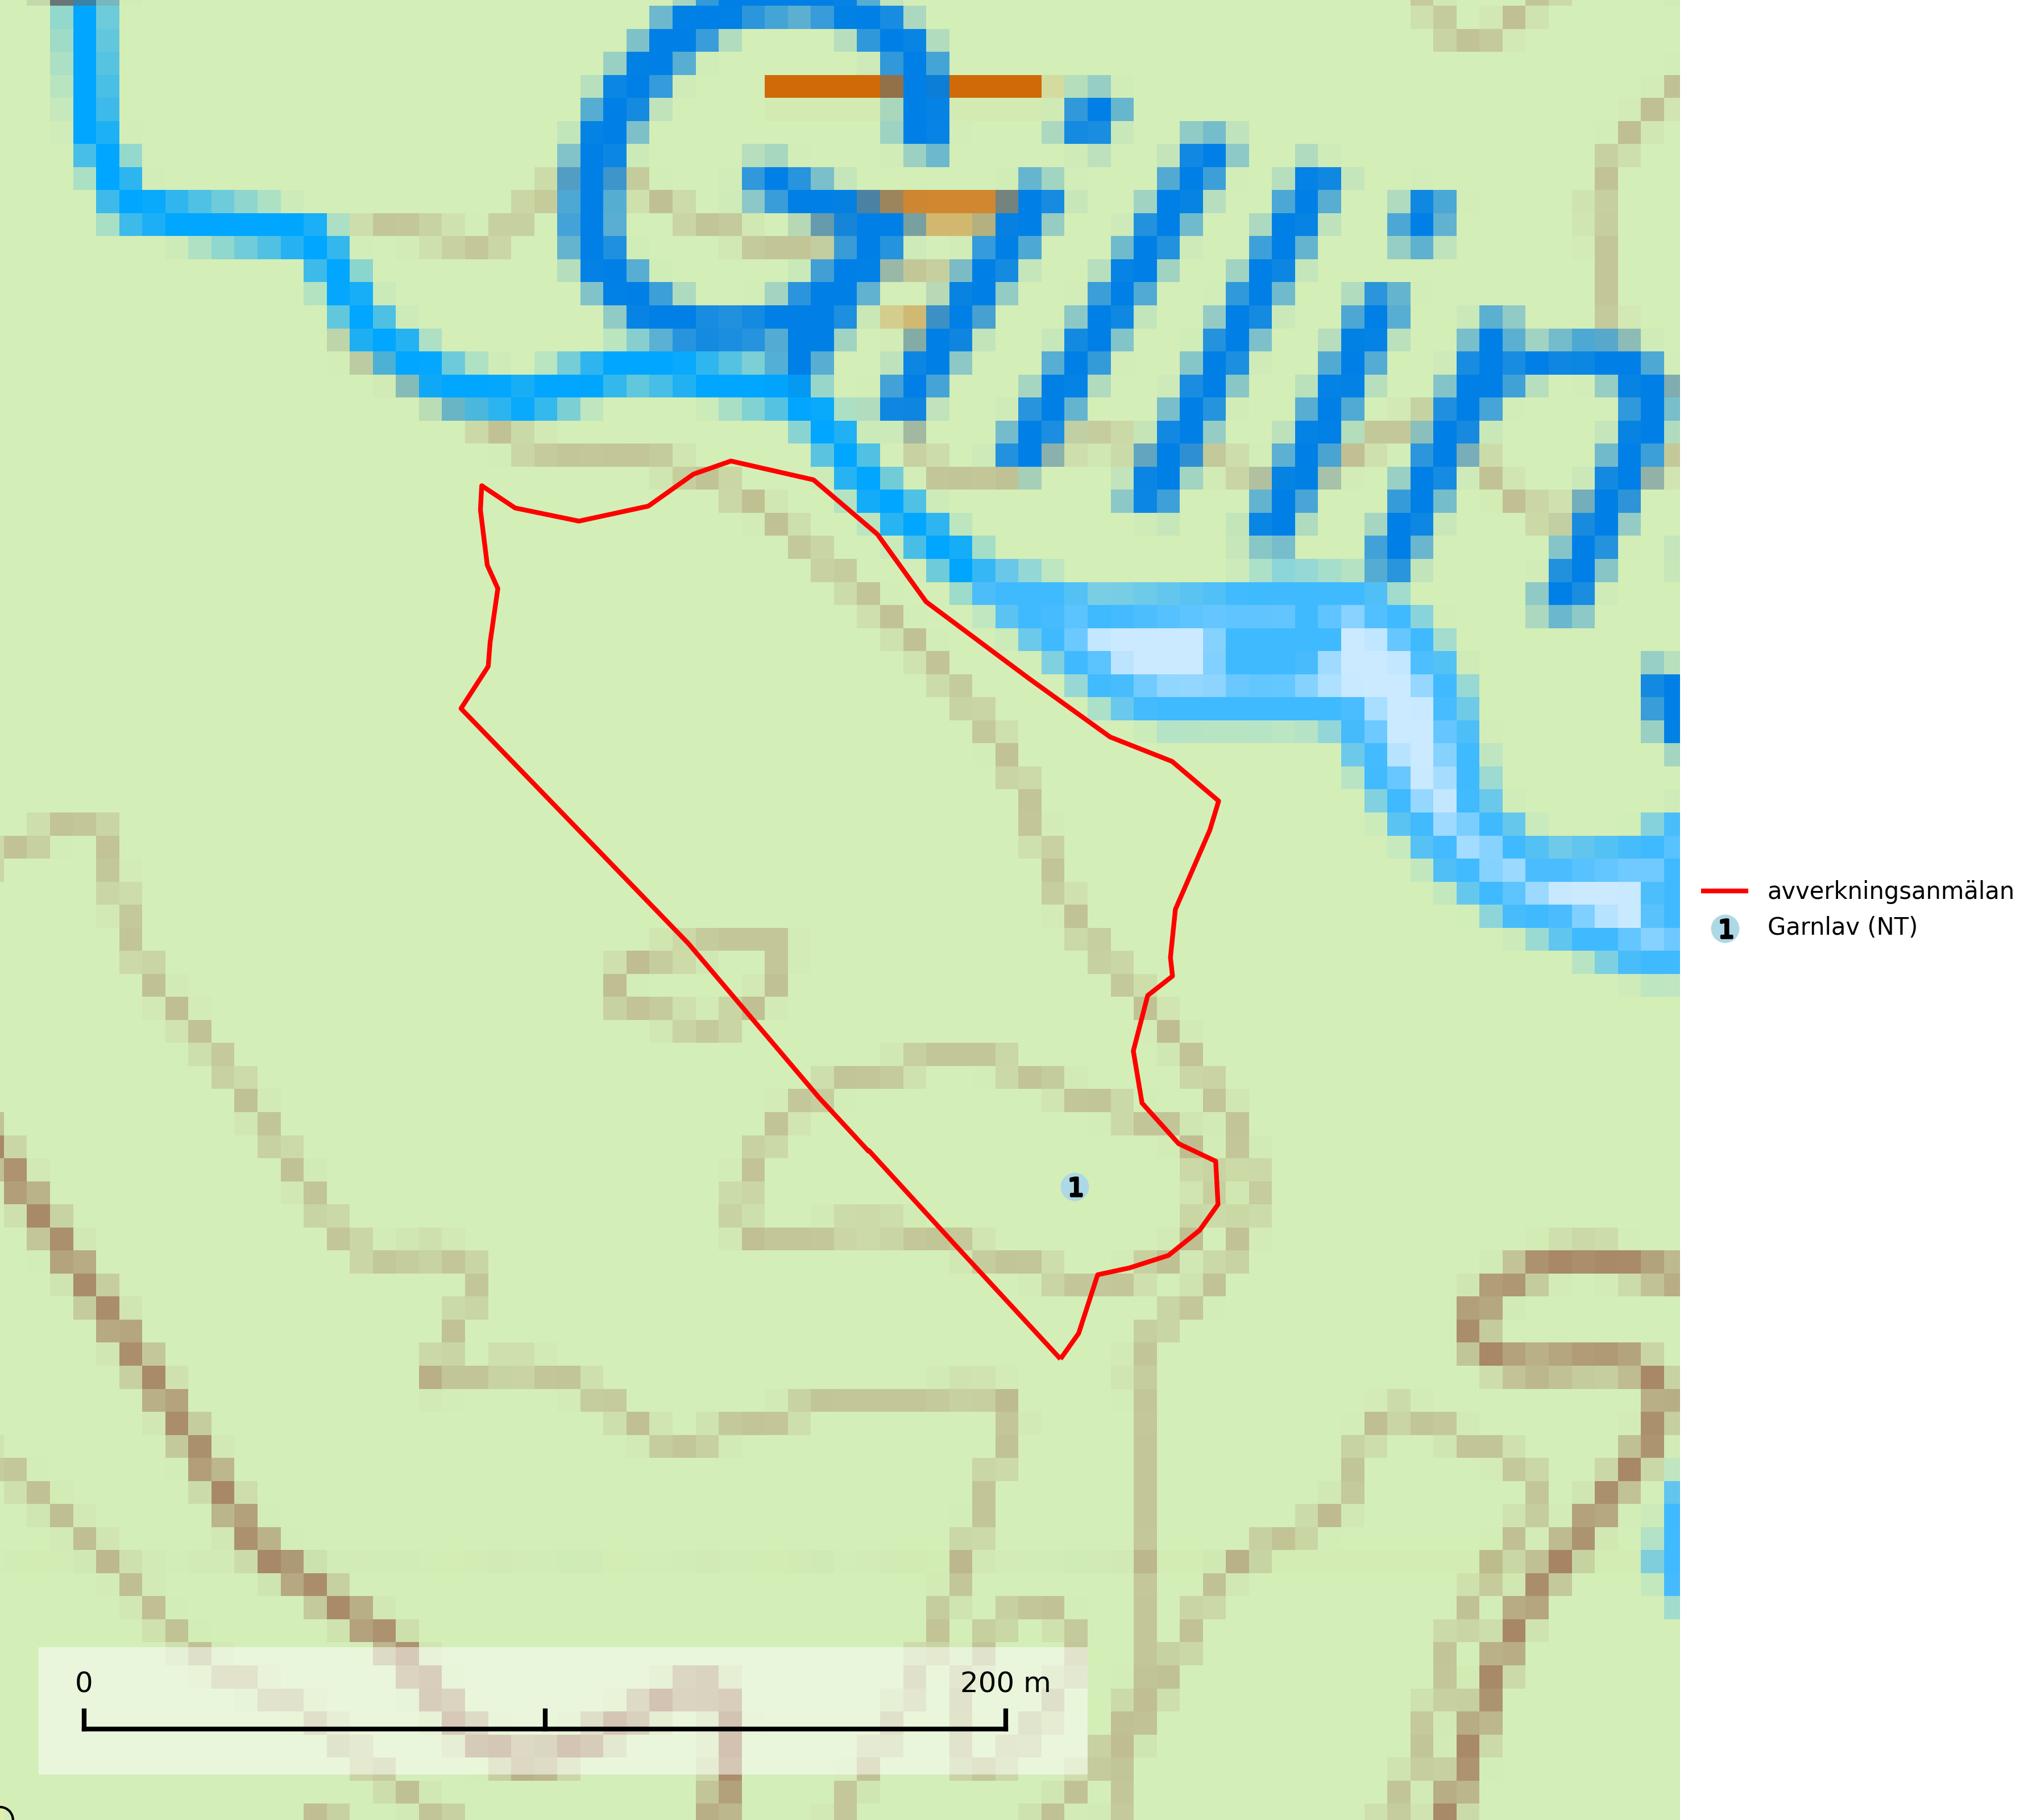 avverkningsanmälan
1 Garnlav (NT)
1
0 200 m